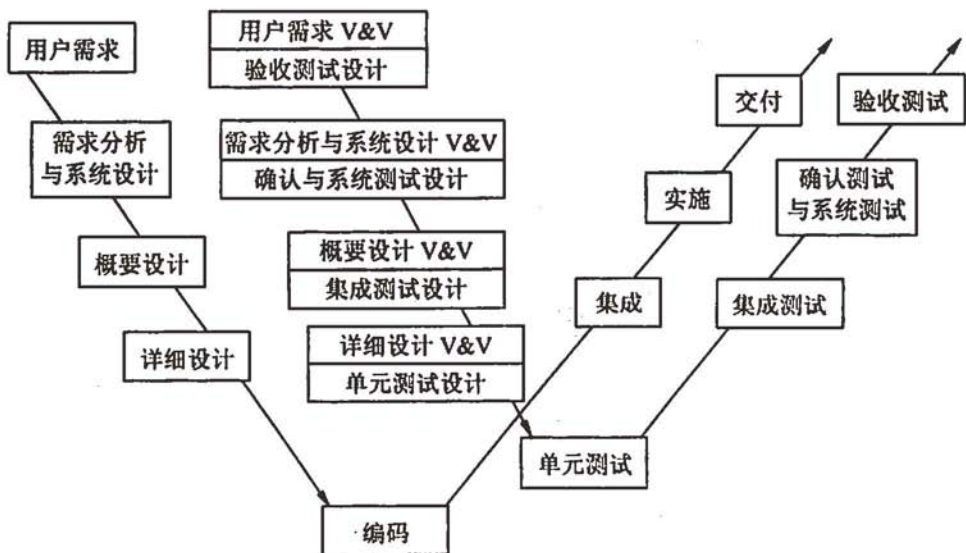 用户需求
需求分析
与系统设计
概要设计
详细设计
编码
用户需求 V&V
验收测试设计
需求分析与系统设计 V&V
确认与系统测试设计
概要设计 V&V
集成测试设计
详细设计 V&V
单元测试设计
集成
实施
交付
单元测试
集成测试
确认测试
与系统测试
验收测试